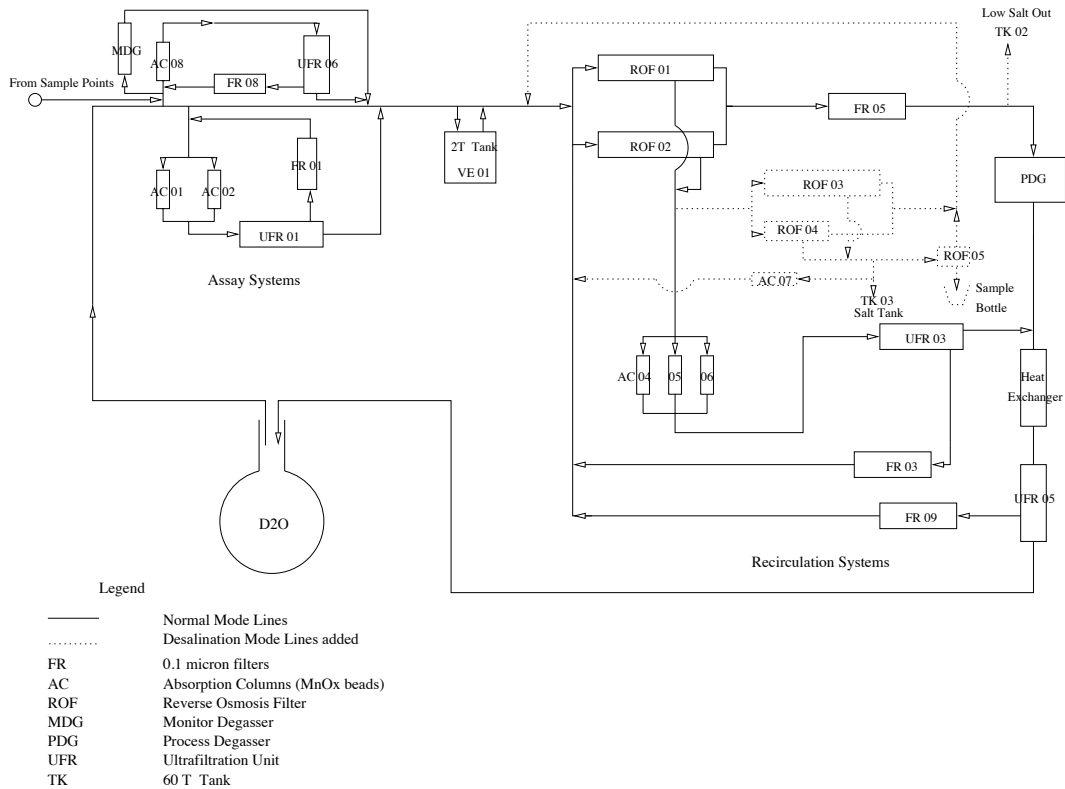 Low Salt Out
TK 02
MDG
AC 08
UFR 06
FR 08
From Sample Points
ROF 01
FR 05
2T Tank
VE 01
ROF 02
FR 01
AC 01
AC 02
UFR 01
PDG
ROF 03
ROF 04
ROF 05
Assay Systems
AC 07
Sample
Bottle
TK 03
Salt Tank
UFR 03
AC 04
05
06
Heat
Exchanger
FR 03
UFR 05
FR 09
D2O
Recirculation Systems
Legend
Normal Mode Lines
Desalination Mode Lines added
FR 0.1 micron filters
AC Absorption Columns (MnOx beads)
ROF Reverse Osmosis Filter
MDG Monitor Degasser
PDG Process Degasser
UFR Ultrafiltration Unit
TK 60 T Tank